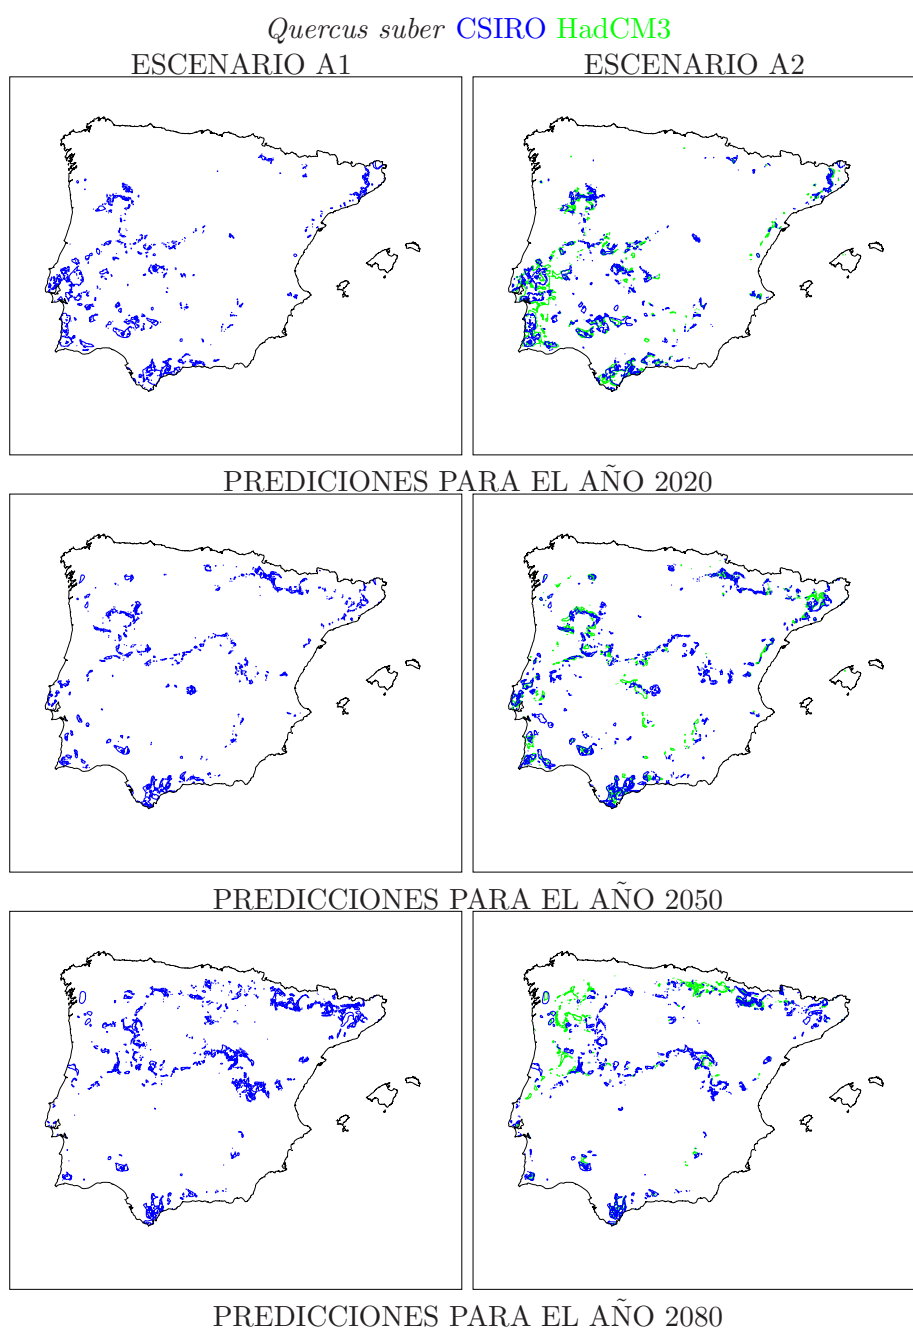 Quercus suber CSIRO HadCM3
ESCENARIO A1 ESCENARIO A2
PREDICIONES PARA EL AÑO 2020
PREDICCIONES PARA EL AÑO 2050
PREDICCIONES PARA EL AÑO 2080